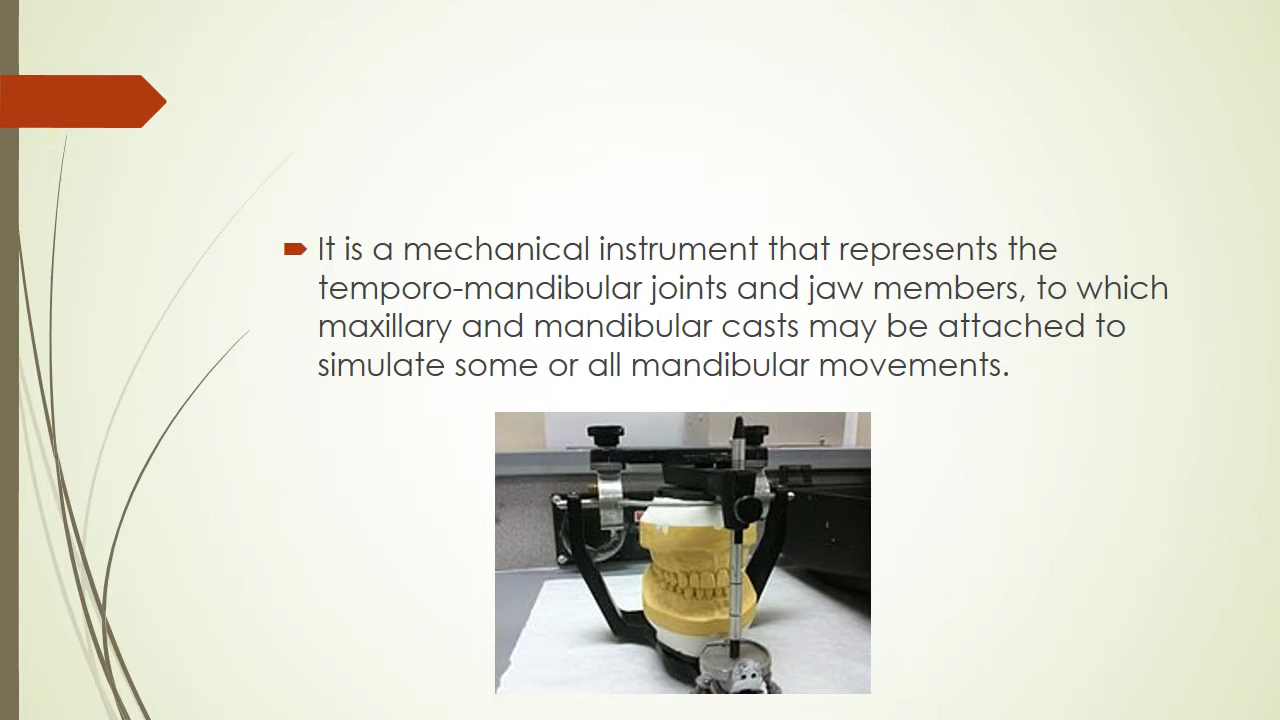 It is a mechanical instrument that represents the
temporo-mandibular joints and jaw members, to which
maxillary and mandibular casts may be attached to
simulate some or all mandibular movements.